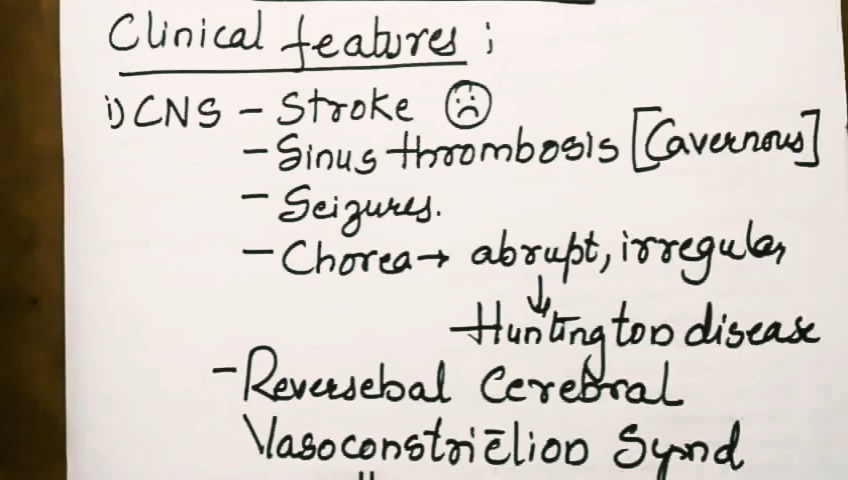 Clinical features ;
i) CNS - Stroke
- Sinus thrombosis [Cavernous]
- Seizures.
- Chorea → abrupt, irregular,
↓
Huntington disease
- Reversebal Cerebral
Vasoconstriction Synd